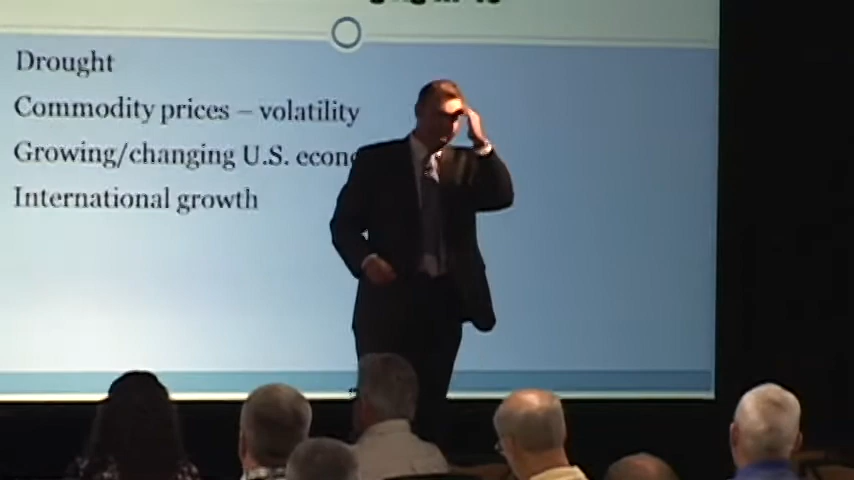 Drought
Commodity prices – volatility
Growing/changing U.S. econ
International growth